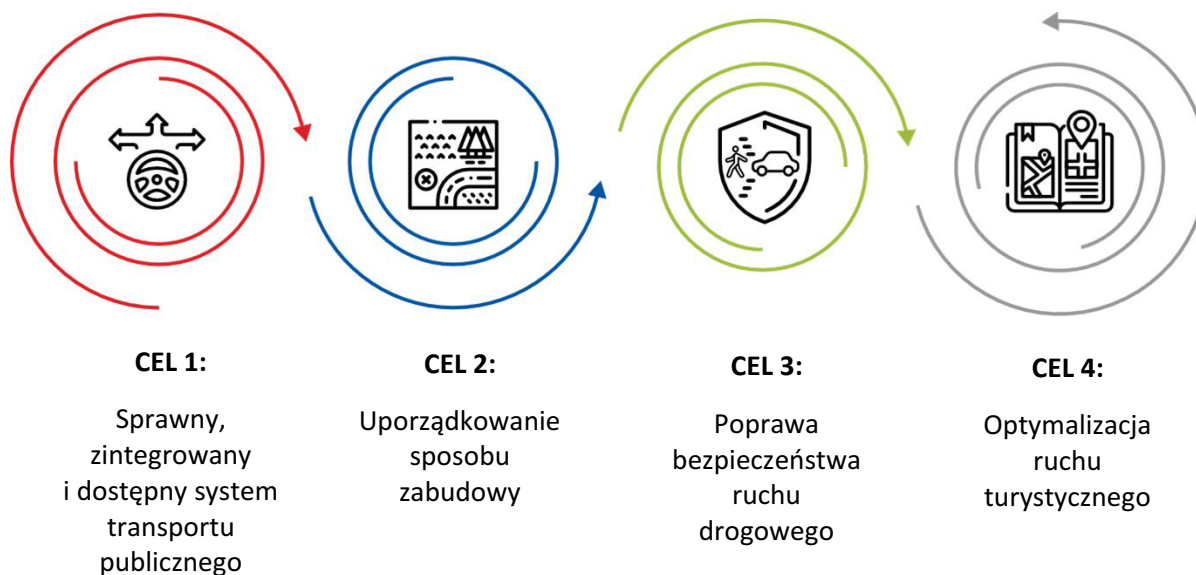 CEL 1:
Sprawny,
zintegrowany
i dostępny system
transportu
publicznego
CEL 2:
Uporządkowanie
sposobu
zabudowy
CEL 3:
Poprawa
bezpieczeństwa
ruchu
drogowego
CEL 4:
Optymalizacja
ruchu
turystycznego